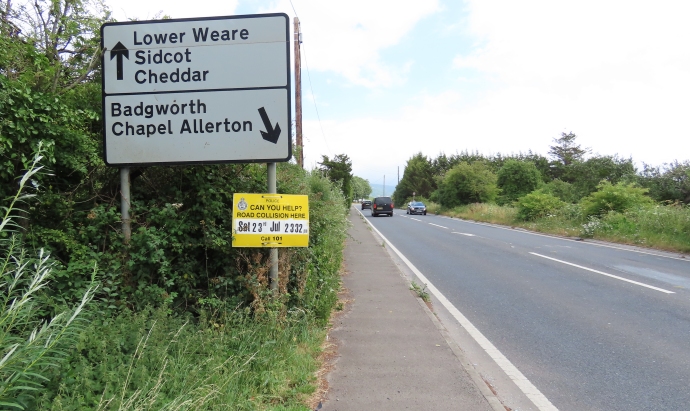 Lower Weare
Sidcot
Cheddar
Badgworth
Chapel Allerton
POLICE
CAN YOU HELP?
ROAD COLLISION HERE
Sat 23rd Jul 2332
Call 101